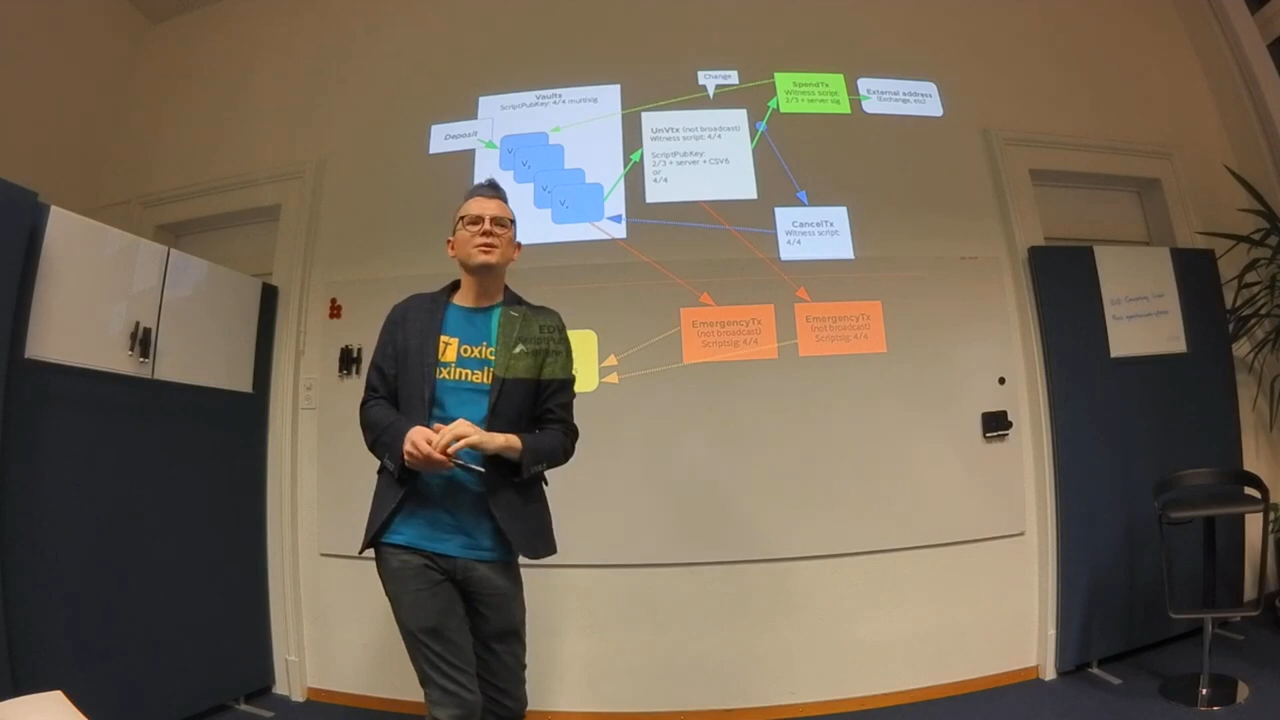 Change
SpendTx
Witness script:
2/3 + server sig
External address
(Exchange, etc)
Vaults
ScriptPubKey: 4/4 multisig
Deposit
UnVtx (not broadcast)
Witness script: 4/4
ScriptPubKey:
2/3 + server + CSV6
or
4/4
CancelTx
Witness script:
4/4
EmergencyTx
(not broadcast)
Scriptsig: 4/4
EmergencyTx
(not broadcast)
Scriptsig: 4/4
EDV
oxic
ximali